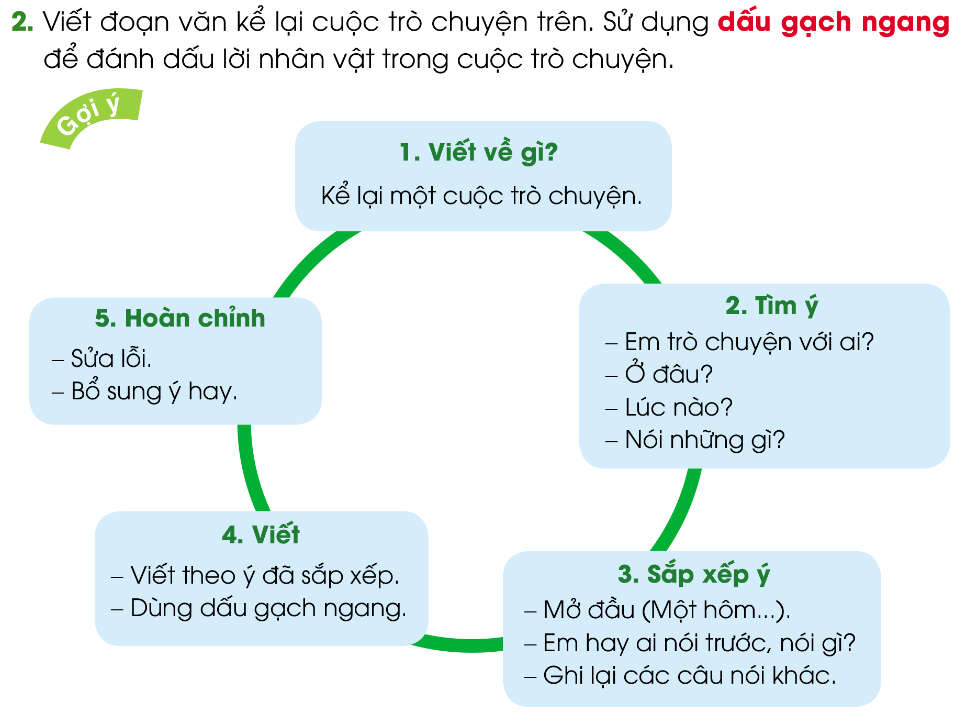 2. Viết đoạn văn kể lại cuộc trò chuyện trên. Sử dụng dấu gạch ngang
để đánh dấu lời nhân vật trong cuộc trò chuyện.
Gợi ý
1. Viết về gì?
Kể lại một cuộc trò chuyện.
2. Tìm ý
– Em trò chuyện với ai?
– Ở đâu?
– Lúc nào?
– Nói những gì?
3. Sắp xếp ý
– Mở đầu (Một hôm...).
– Em hay ai nói trước, nói gì?
– Ghi lại các câu nói khác.
4. Viết
– Viết theo ý đã sắp xếp.
– Dùng dấu gạch ngang.
5. Hoàn chỉnh
– Sửa lỗi.
– Bổ sung ý hay.